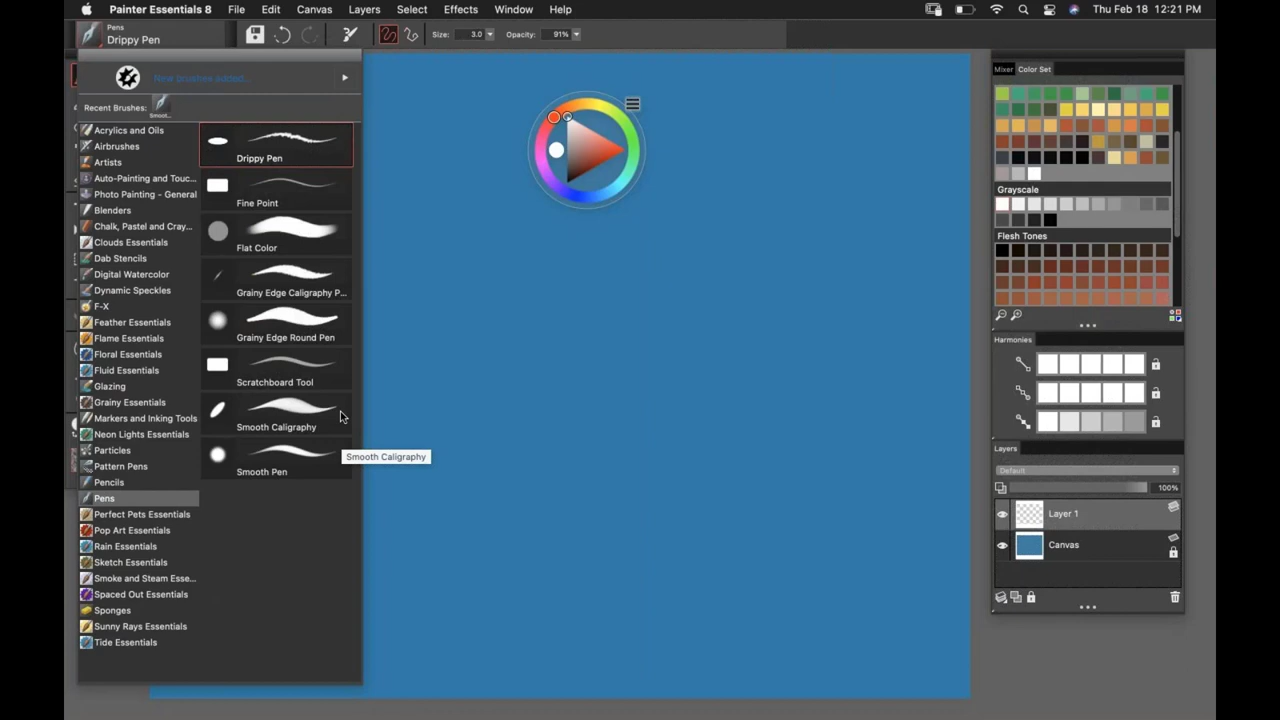 Painter Essentials 8 File Edit Canvas Layers Select Effects Window Help Thu Feb 18 12:21 PM
Pens
Drippy Pen
Size: 3.0 Opacity: 91%
New brushes added...
Recent Brushes:
Smoot...
Acrylics and Oils
Airbrushes
Artists
Auto-Painting and Touc...
Photo Painting - General
Blenders
Chalk, Pastel and Cray...
Clouds Essentials
Dab Stencils
Digital Watercolor
Dynamic Speckles
F-X
Feather Essentials
Flame Essentials
Floral Essentials
Fluid Essentials
Glazing
Grainy Essentials
Markers and Inking Tools
Neon Lights Essentials
Particles
Pattern Pens
Pencils
Pens
Perfect Pets Essentials
Pop Art Essentials
Rain Essentials
Sketch Essentials
Smoke and Steam Esse...
Spaced Out Essentials
Sponges
Sunny Rays Essentials
Tide Essentials
Drippy Pen
Fine Point
Flat Color
Grainy Edge Caligraphy P...
Grainy Edge Round Pen
Scratchboard Tool
Smooth Caligraphy
Smooth Pen
Smooth Caligraphy
Mixer Color Set
Grayscale
Flesh Tones
Harmonies
Layers
Default
100%
Layer 1
Canvas